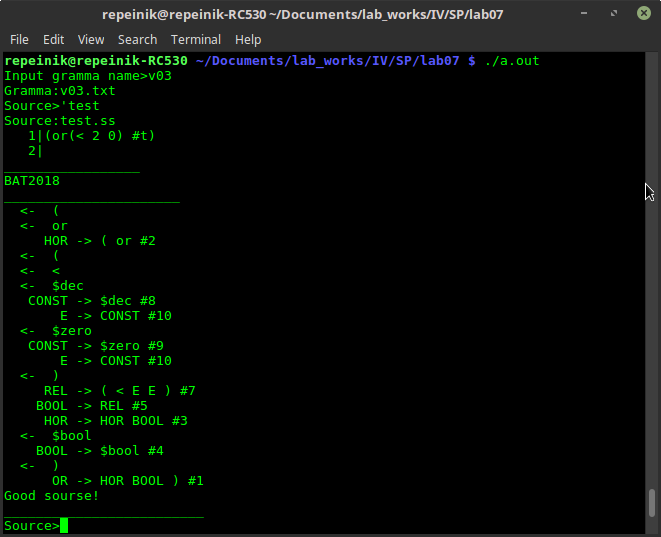 repeinik@repeinik-RC530 ~/Documents/lab_works/IV/SP/lab07
File Edit View Search Terminal Help
repeinik@repeinik-RC530 ~/Documents/lab_works/IV/SP/lab07 $ ./a.out
Input gramma name>v03
Gramma:v03.txt
Source>'test
Source:test.ss
   1|(or(< 2 0) #t)
   2|
_________________
BAT2018
______________________
  <-  (
  <-  or
     HOR -> ( or #2
  <-  (
  <-  <
  <-  $dec
   CONST -> $dec #8
       E -> CONST #10
  <-  $zero
   CONST -> $zero #9
       E -> CONST #10
  <-  )
     REL -> ( < E E ) #7
    BOOL -> REL #5
     HOR -> HOR BOOL #3
  <-  $bool
    BOOL -> $bool #4
  <-  )
      OR -> HOR BOOL ) #1
Good sourse!
_________________________
Source>